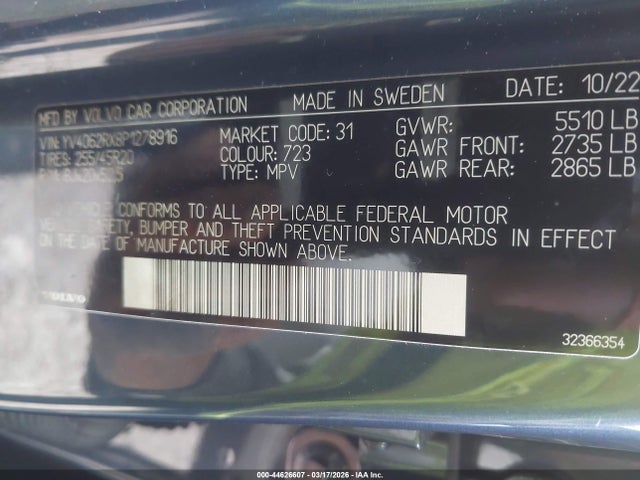 MFD BY VOLVO CAR CORPORATION MADE IN SWEDEN DATE: 10/22
VIN: YV4062RX8P1278916 MARKET CODE: 31 GVWR: 5510 LB
TIRES: 255/45R20 COLOUR: 723 GAWR FRONT: 2735 LB
TYPE: MPV GAWR REAR: 2865 LB
CONFORMS TO ALL APPLICABLE FEDERAL MOTOR
SAFETY, BUMPER AND THEFT PREVENTION STANDARDS IN EFFECT
ON THE DATE OF MANUFACTURE SHOWN ABOVE.
VOLVO
32366354
000-44626607 - 03/17/2026 - IAA Inc.